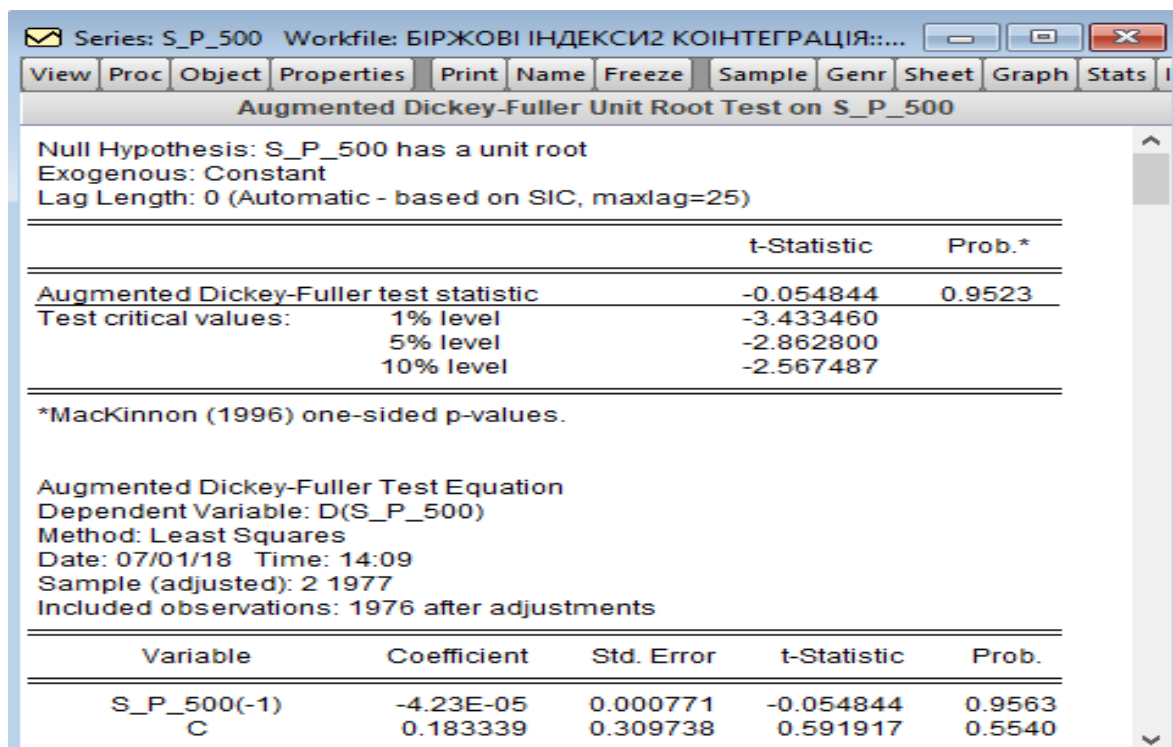 Series: S_P_500 Workfile: БІРЖОВІ ІНДЕКСИ2 КОІНТЕГРАЦІЯ::...
View Proc Object Properties Print Name Freeze Sample Genr Sheet Graph Stats
Augmented Dickey-Fuller Unit Root Test on S_P_500
Null Hypothesis: S_P_500 has a unit root
Exogenous: Constant
Lag Length: 0 (Automatic - based on SIC, maxlag=25)
t-Statistic Prob.*
Augmented Dickey-Fuller test statistic -0.054844 0.9523
Test critical values: 1% level -3.433460
5% level -2.862800
10% level -2.567487
*MacKinnon (1996) one-sided p-values.
Augmented Dickey-Fuller Test Equation
Dependent Variable: D(S_P_500)
Method: Least Squares
Date: 07/01/18 Time: 14:09
Sample (adjusted): 2 1977
Included observations: 1976 after adjustments
Variable Coefficient Std. Error t-Statistic Prob.
S_P_500(-1) -4.23E-05 0.000771 -0.054844 0.9563
C 0.183339 0.309738 0.591917 0.5540